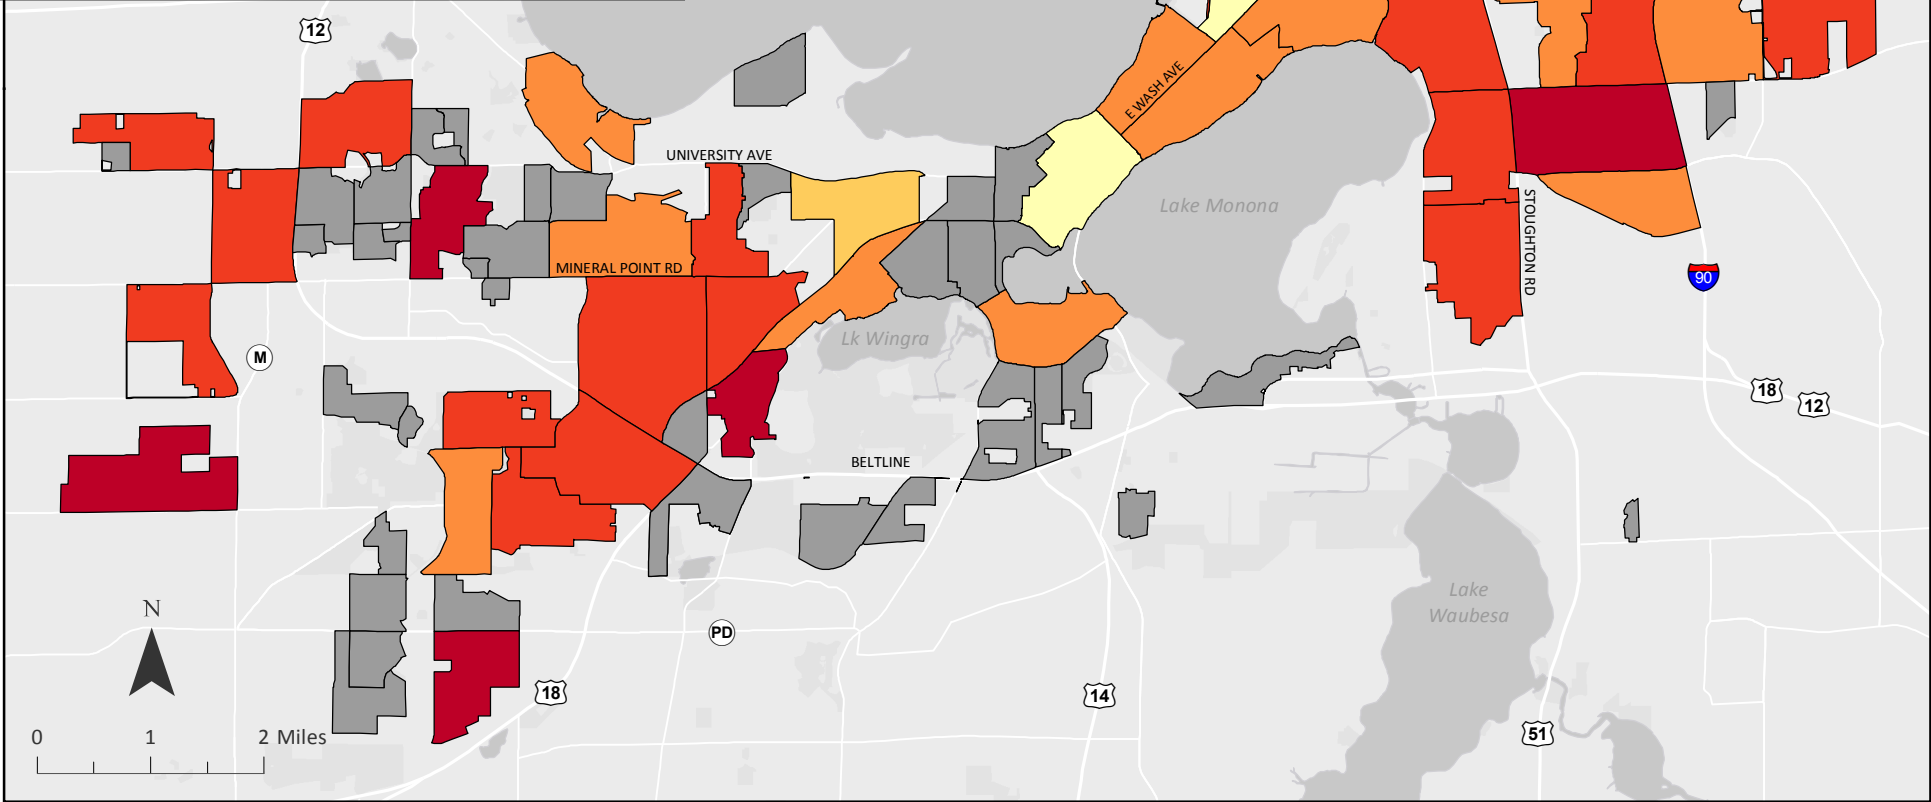 12
E WASH AVE
UNIVERSITY AVE
Lake Monona
STOUGHTON RD
MINERAL POINT RD
90
Lk Wingra
M
18
12
BELTLINE
Lake
Waubesa
N
PD
18
14
51
0 1 2 Miles